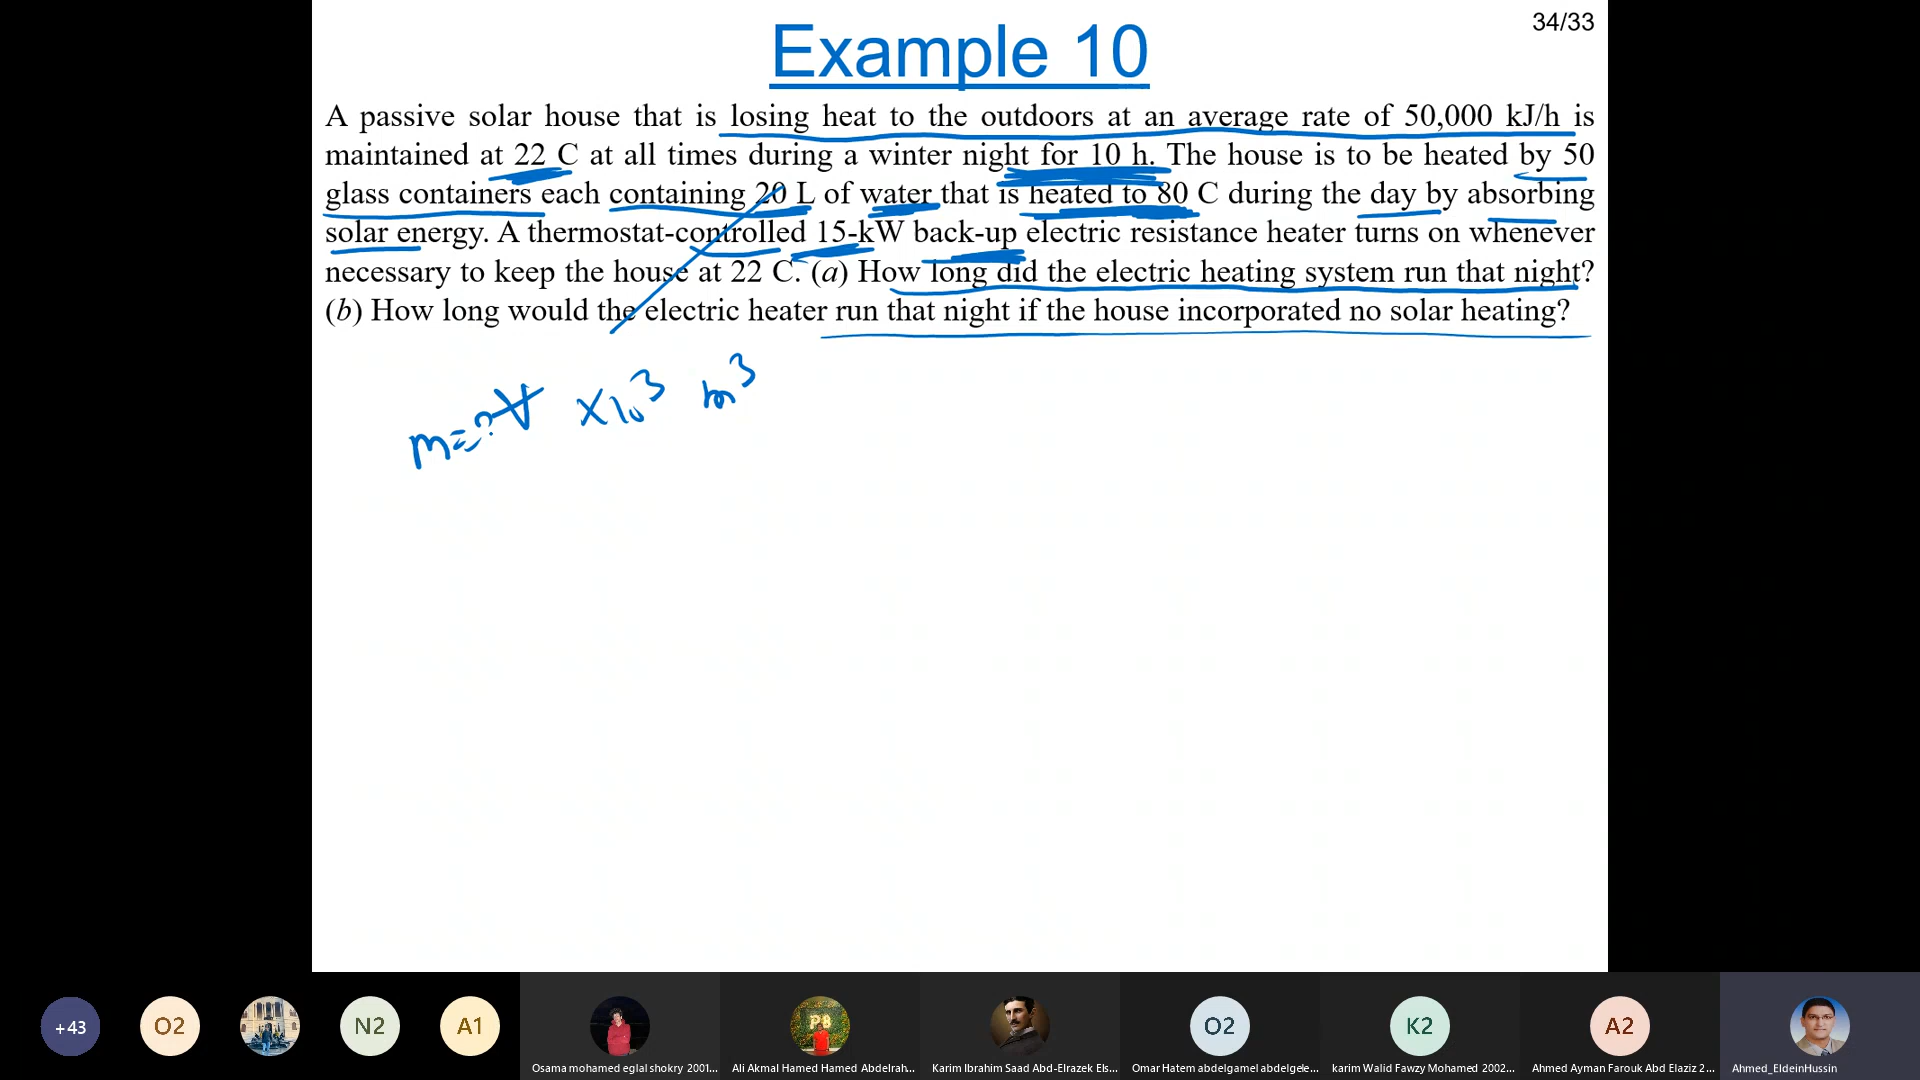 34/33
Example 10
A passive solar house that is losing heat to the outdoors at an average rate of 50,000 kJ/h is
maintained at 22 C at all times during a winter night for 10 h. The house is to be heated by 50
glass containers each containing 20 L of water that is heated to 80 C during the day by absorbing
solar energy. A thermostat-controlled 15-kW back-up electric resistance heater turns on whenever
necessary to keep the house at 22 C. (a) How long did the electric heating system run that night?
(b) How long would the electric heater run that night if the house incorporated no solar heating?
m=? ∀ ×10³ m³
+43
O2
N2
A1
Osama mohamed eglal shokry 2001...
Ali Akmal Hamed Hamed Abdelrah...
Karim Ibrahim Saad Abd-Elrazek Els...
O2
Omar Hatem abdelgamel abdelgele...
K2
karim Walid Fawzy Mohamed 2002...
A2
Ahmed Ayman Farouk Abd Elaziz 2...
Ahmed_EldeinHussin